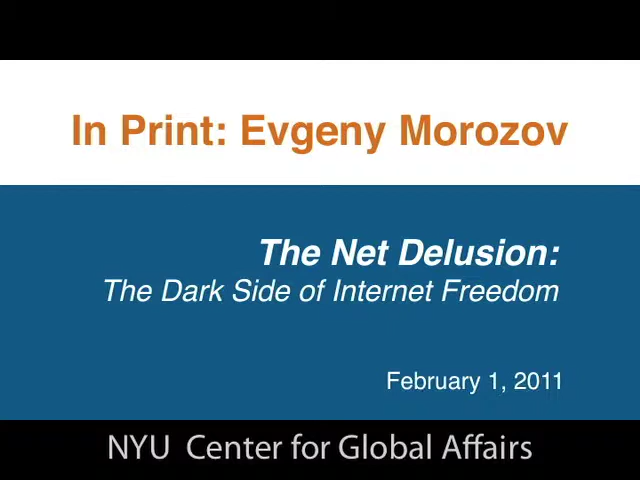 In Print: Evgeny Morozov
The Net Delusion:
The Dark Side of Internet Freedom
February 1, 2011
NYU Center for Global Affairs